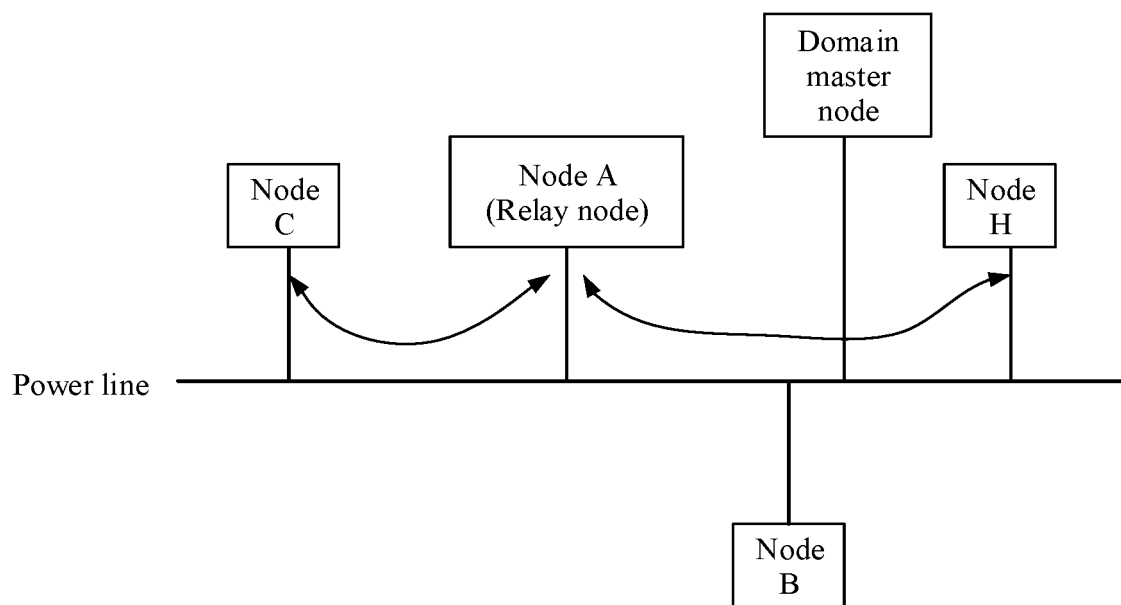 Domain
master
node
Node
C
Node A
(Relay node)
Node
H
Power line
Node
B